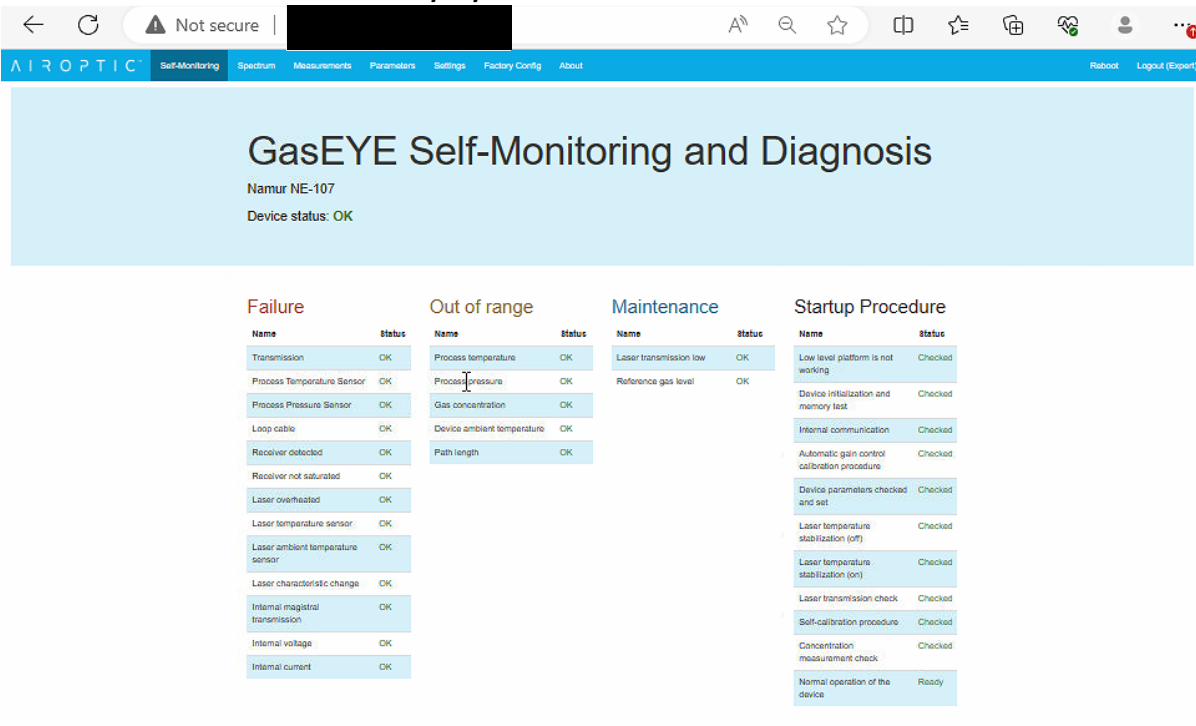 Not secure
AIROPTIC Self-Monitoring Spectrum Measurements Parameters Settings Factory Config About Reboot Logout (Expert)
GasEYE Self-Monitoring and Diagnosis
Namur NE-107
Device status: OK
Failure
Name Status
Transmission OK
Process Temperature Sensor OK
Process Pressure Sensor OK
Loop cable OK
Receiver detected OK
Receiver not saturated OK
Laser overheated OK
Laser temperature sensor OK
Laser ambient temperature OK
sensor
Laser characteristic change OK
Internal magistral OK
transmission
Internal voltage OK
Internal current OK
Out of range
Name Status
Process temperature OK
Process pressure OK
Gas concentration OK
Device ambient temperature OK
Path length OK
Maintenance
Name Status
Laser transmission low OK
Reference gas level OK
Startup Procedure
Name Status
Low level platform is not Checked
working
Device initialization and Checked
memory test
Internal communication Checked
Automatic gain control Checked
calibration procedure
Device parameters checked Checked
and set
Laser temperature Checked
stabilization (off)
Laser temperature Checked
stabilization (on)
Laser transmission check Checked
Self-calibration procedure Checked
Concentration Checked
measurement check
Normal operation of the Ready
device